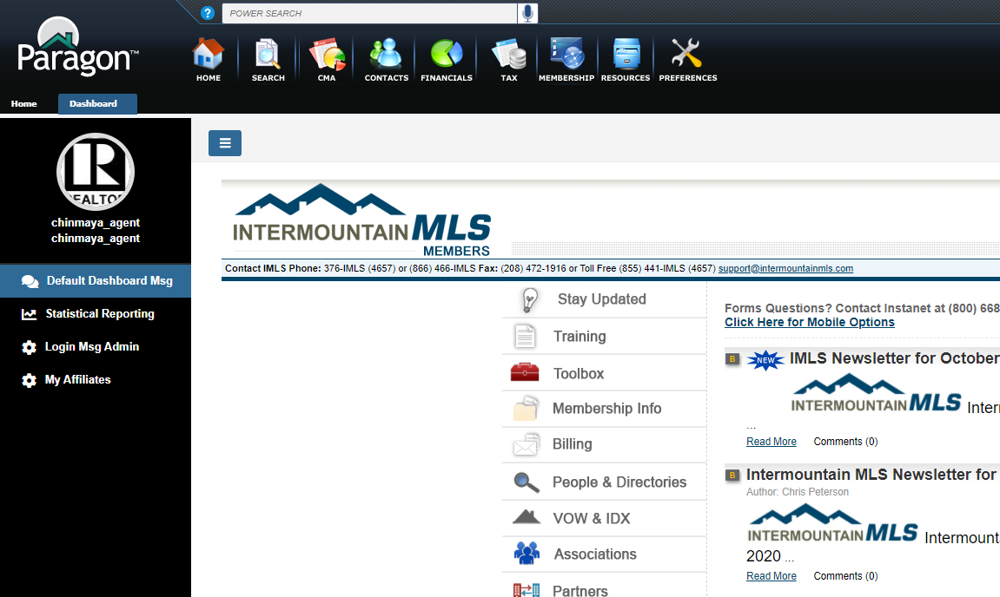 ? POWER SEARCH
Paragon™
HOME SEARCH CMA CONTACTS FINANCIALS TAX MEMBERSHIP RESOURCES PREFERENCES
Home Dashboard
R
REALTOR
chinmaya_agent
chinmaya_agent
Default Dashboard Msg
Statistical Reporting
Login Msg Admin
My Affiliates
INTERMOUNTAIN MLS
MEMBERS
Contact IMLS Phone: 376-IMLS (4657) or (866) 466-IMLS Fax: (208) 472-1916 or Toll Free (855) 441-IMLS (4657) support@intermountainmls.com
Stay Updated
Training
Toolbox
Membership Info
Billing
People & Directories
VOW & IDX
Associations
Partners
Forms Questions? Contact Instanet at (800) 668
Click Here for Mobile Options
B NEW IMLS Newsletter for October
INTERMOUNTAIN MLS Inter
...
Read More Comments (0)
B Intermountain MLS Newsletter for
Author: Chris Peterson
INTERMOUNTAIN MLS Intermount
2020 ...
Read More Comments (0)